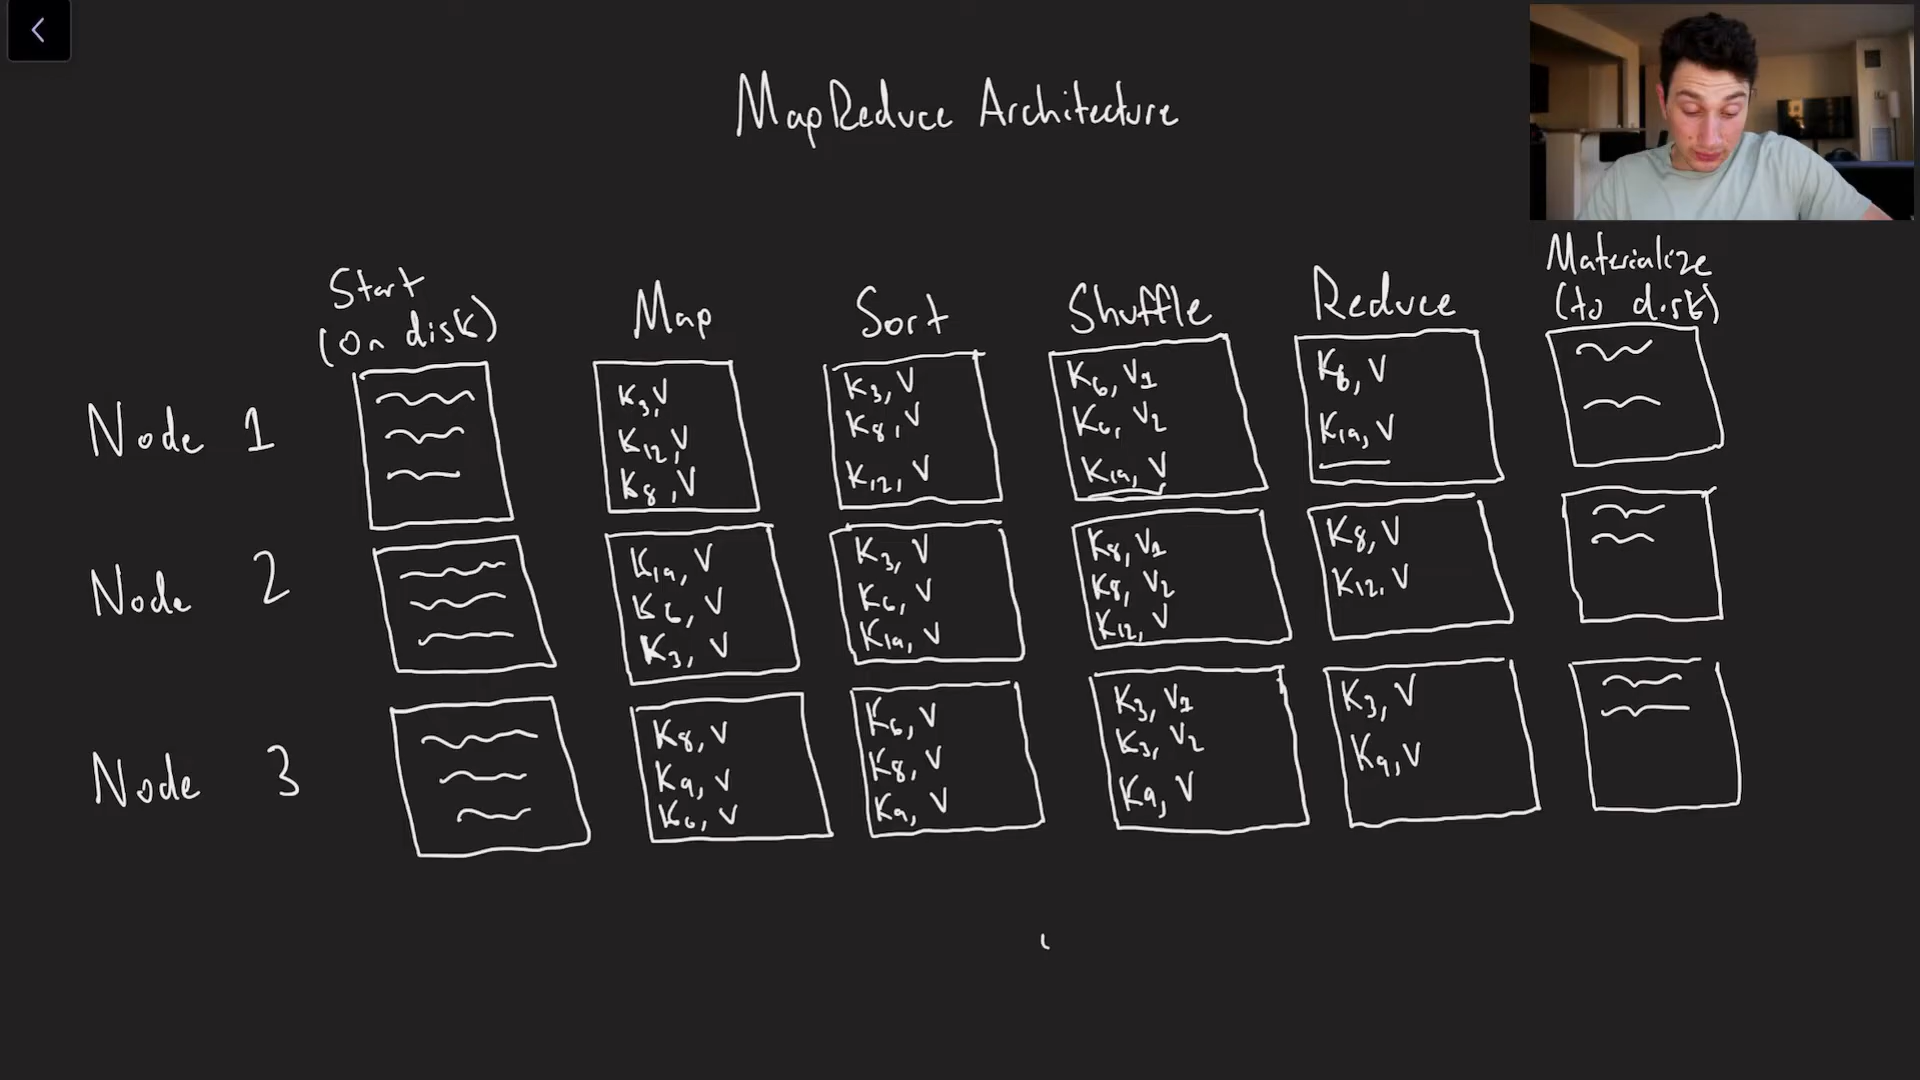 MapReduce Architecture
Start
(on disk)
Map
Sort
Shuffle
Reduce
Materialize
(to disk)
Node 1
K3,V
K12,V
K8,V
K3, V
K8, V
K12, V
K6, V1
K6, V2
K19, V
K6, V
K19, V
Node 2
K19, V
K6, V
K3, V
K3, V
K6, V
K19, V
K8, V1
K8, V2
K12, V
K8, V
K12, V
Node 3
K8, V
K9, V
K6, V
K6, V
K8, V
K9, V
K3, V1
K3, V2
K9, V
K3, V
K9, V